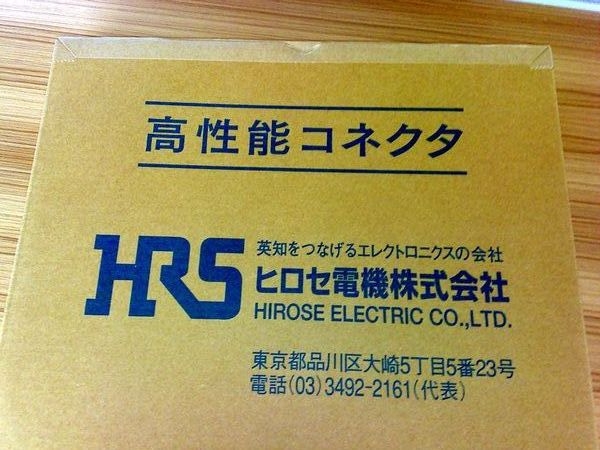 高性能コネクタ
HRS
英知をつなげるエレクトロニクスの会社
ヒロセ電機株式会社
HIROSE ELECTRIC CO.,LTD.
東京都品川区大崎5丁目5番23号
電話(03)3492-2161(代表)